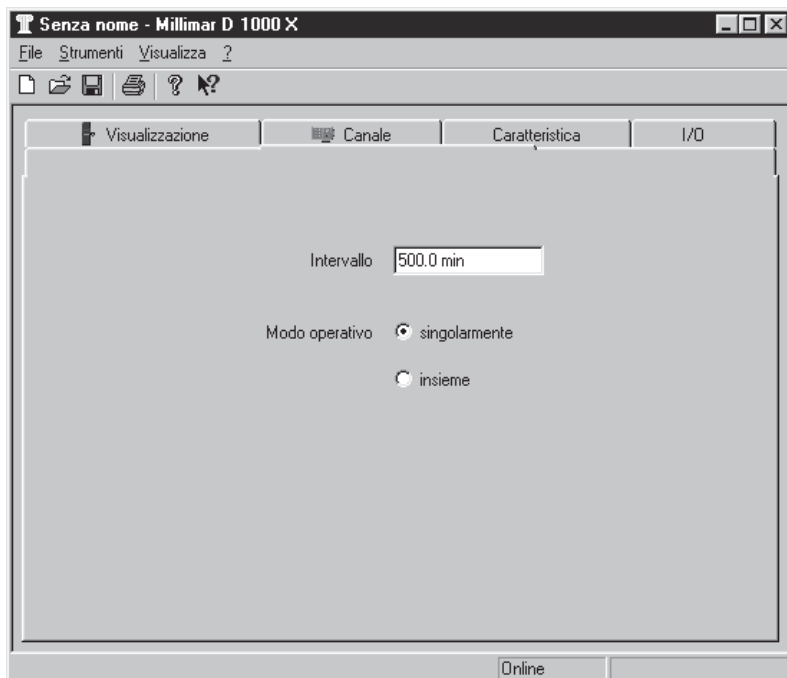 Senza nome - Millimar D 1000 X
File Strumenti Visualizza ?
Visualizzazione Canale Caratteristica I/O
Intervallo 500.0 min
Modo operativo singolarmente
insieme
Online